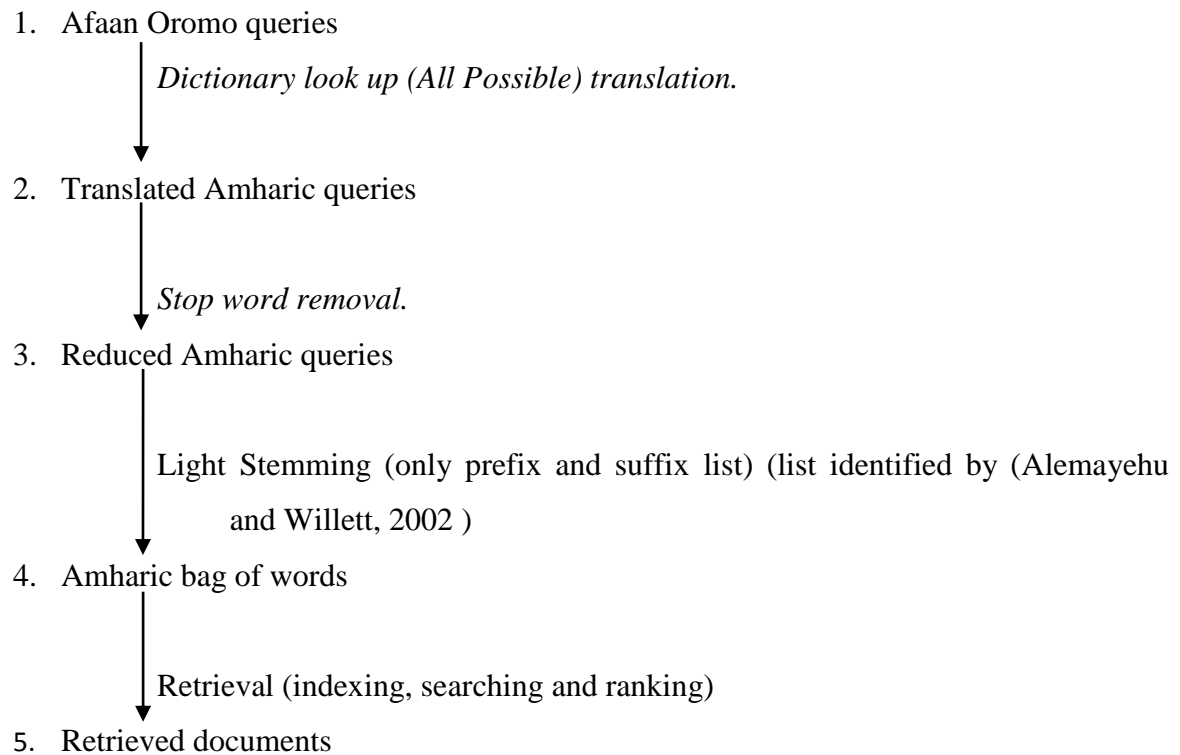 1. Afaan Oromo queries
Dictionary look up (All Possible) translation.
2. Translated Amharic queries
Stop word removal.
3. Reduced Amharic queries
Light Stemming (only prefix and suffix list) (list identified by (Alemayehu
and Willett, 2002 )
4. Amharic bag of words
Retrieval (indexing, searching and ranking)
5. Retrieved documents